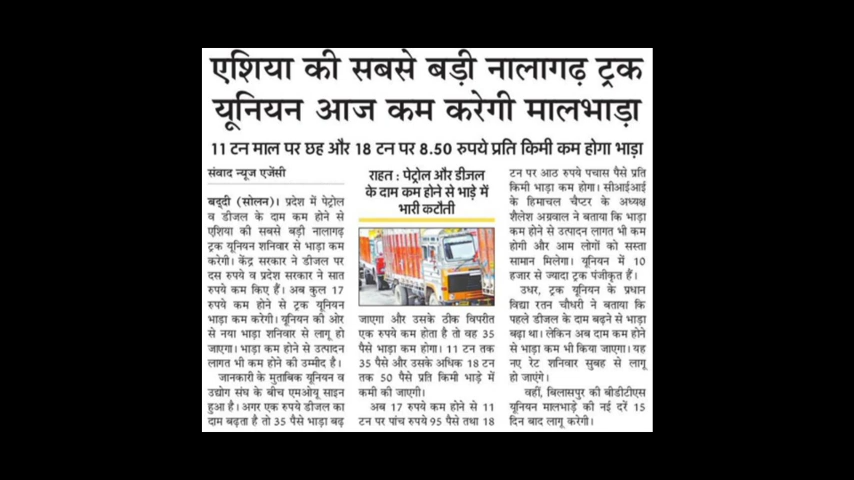 एशिया की सबसे बड़ी नालागढ़ ट्रक
यूनियन आज कम करेगी मालभाड़ा
11 टन माल पर छह और 18 टन पर 8.50 रुपये प्रति किमी कम होगा भाड़ा
संवाद न्यूज एजेंसी
बद्दी (सोलन)। प्रदेश में पेट्रोल
व डीजल के दाम कम होने से
एशिया की सबसे बड़ी नालागढ़
ट्रक यूनियन शनिवार से भाड़ा कम
करेगी। केंद्र सरकार ने डीजल पर
दस रुपये व प्रदेश सरकार ने सात
रुपये कम किए हैं। अब कुल 17
रुपये कम होने से ट्रक यूनियन
भाड़ा कम करेगी। यूनियन की ओर
से नया भाड़ा शनिवार से लागू हो
जाएगा। भाड़ा कम होने से उत्पादन
लागत भी कम होने की उम्मीद है।
जानकारी के मुताबिक यूनियन व
उद्योग संघ के बीच एमओयू साइन
हुआ है। अगर एक रुपये डीजल का
दाम बढ़ता है तो 35 पैसे भाड़ा बढ़
राहत : पेट्रोल और डीजल
के दाम कम होने से भाड़े में
भारी कटौती
जाएगा और उसके ठीक विपरीत
एक रुपये कम होता है तो वह 35
पैसे भाड़ा कम होगा। 11 टन तक
35 पैसे और उसके अधिक 18 टन
तक 50 पैसे प्रति किमी भाड़े में
कमी की जाएगी।
अब 17 रुपये कम होने से 11
टन पर पांच रुपये 95 पैसे तथा 18
टन पर आठ रुपये पचास पैसे प्रति
किमी भाड़ा कम होगा। सीआईआई
के हिमाचल चैप्टर के अध्यक्ष
शैलेश अग्रवाल ने बताया कि भाड़ा
कम होने से उत्पादन लागत भी कम
होगी और आम लोगों को सस्ता
सामान मिलेगा। यूनियन में 10
हजार से ज्यादा ट्रक पंजीकृत हैं।
उधर, ट्रक यूनियन के प्रधान
विद्या रतन चौधरी ने बताया कि
पहले डीजल के दाम बढ़ने से भाड़ा
बढ़ा था। लेकिन अब दाम कम होने
से भाड़ा कम भी किया जाएगा। यह
नए रेट शनिवार सुबह से लागू
हो जाएंगे।
वहीं, बिलासपुर की बीडीटीएस
यूनियन मालभाड़े की नई दरें 15
दिन बाद लागू करेगी।